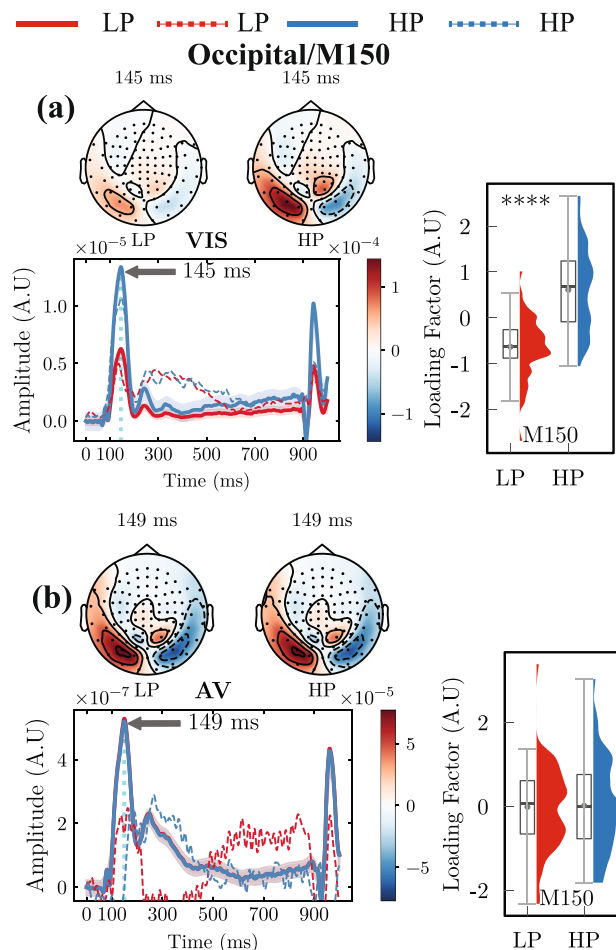 LP LP HP HP
Occipital/M150
145 ms 145 ms
(a)
LP VIS HP
×10⁻⁵ ×10⁻⁴
145 ms
Amplitude (A.U)
1.0
0.5
0.0
0 100 300 500 700 900
Time (ms)
1
0
−1
****
Loading Factor (A.U)
2
1
0
-1
-2
M150
LP HP
149 ms 149 ms
(b)
LP AV HP
×10⁻⁷ ×10⁻⁵
149 ms
Amplitude (A.U)
4
2
0
0 100 300 500 700 900
Time (ms)
5
0
−5
Loading Factor (A.U)
2
0
-2
M150
LP HP